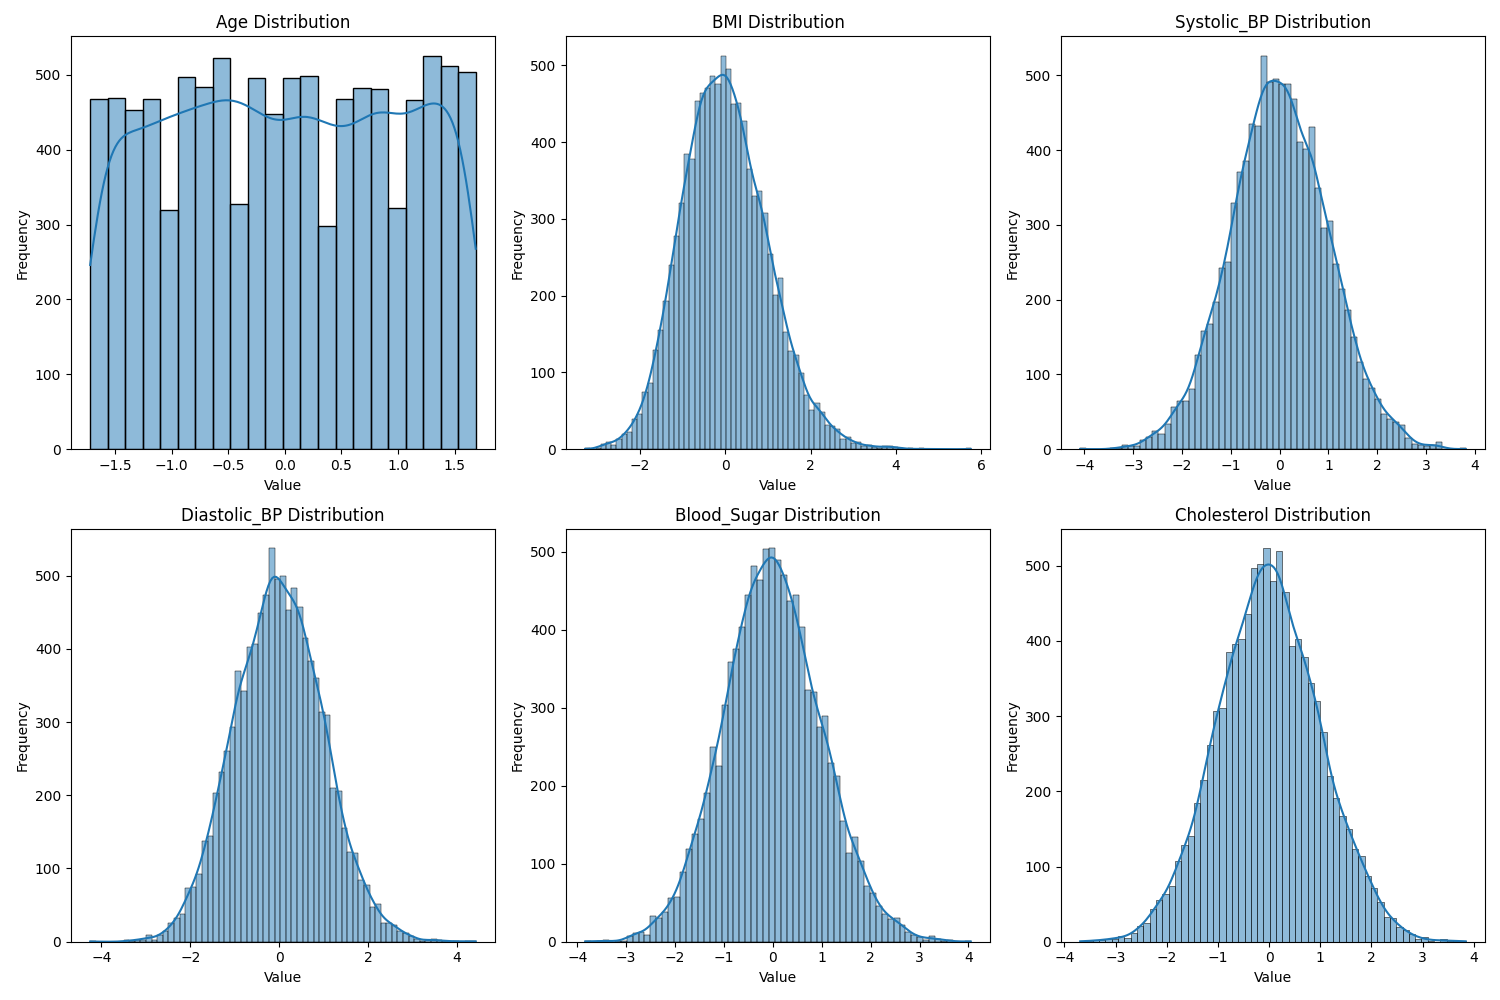 Age Distribution
BMI Distribution
Systolic_BP Distribution
Frequency
500
400
300
200
100
0
−1.5 −1.0 −0.5 0.0 0.5 1.0 1.5
Value
Frequency
500
400
300
200
100
0
−2 0 2 4 6
Value
Frequency
500
400
300
200
100
0
−4 −3 −2 −1 0 1 2 3 4
Value
Diastolic_BP Distribution
Blood_Sugar Distribution
Cholesterol Distribution
Frequency
500
400
300
200
100
0
−4 −2 0 2 4
Value
Frequency
500
400
300
200
100
0
−4 −3 −2 −1 0 1 2 3 4
Value
Frequency
500
400
300
200
100
0
−4 −3 −2 −1 0 1 2 3 4
Value